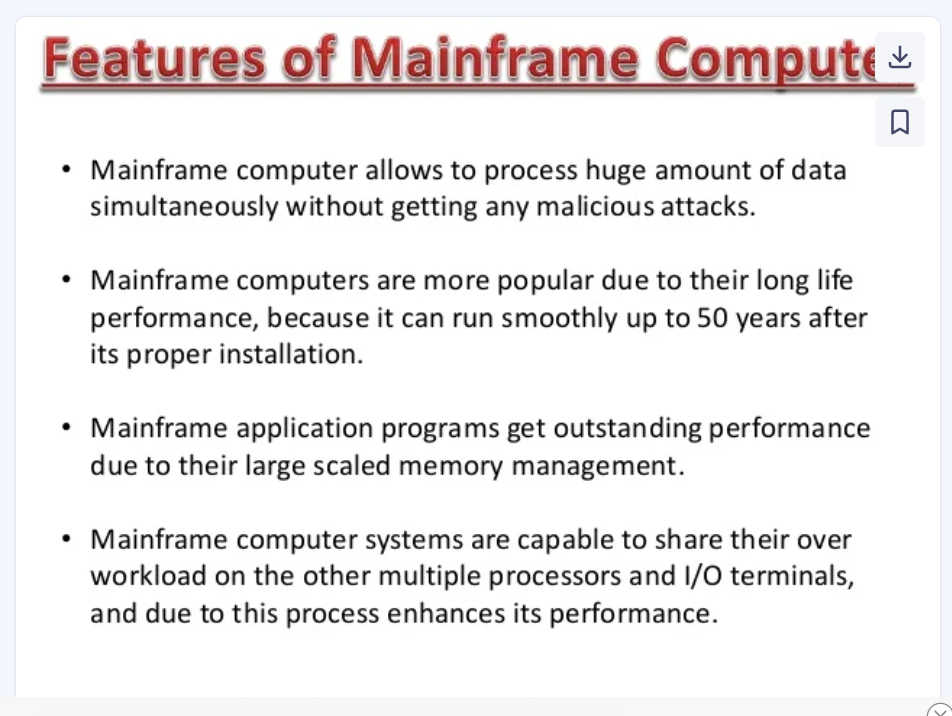 Features of Mainframe Compute
• Mainframe computer allows to process huge amount of data
simultaneously without getting any malicious attacks.
• Mainframe computers are more popular due to their long life
performance, because it can run smoothly up to 50 years after
its proper installation.
• Mainframe application programs get outstanding performance
due to their large scaled memory management.
• Mainframe computer systems are capable to share their over
workload on the other multiple processors and I/O terminals,
and due to this process enhances its performance.